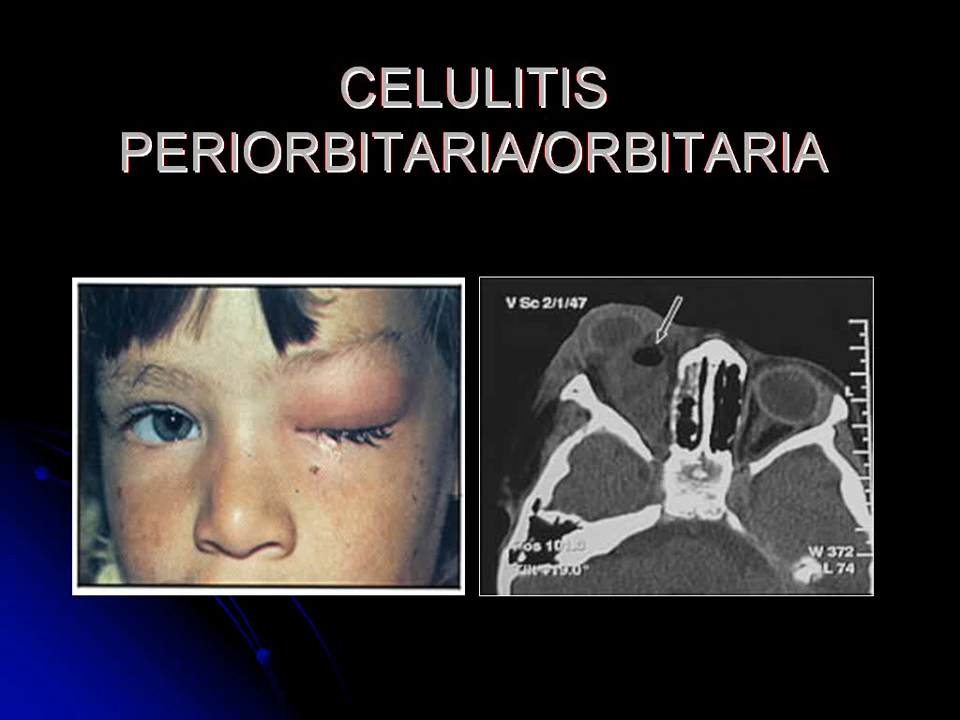 CELULITIS
PERIORBITARIA/ORBITARIA
V Sc 2/1/47
W 372
L 74